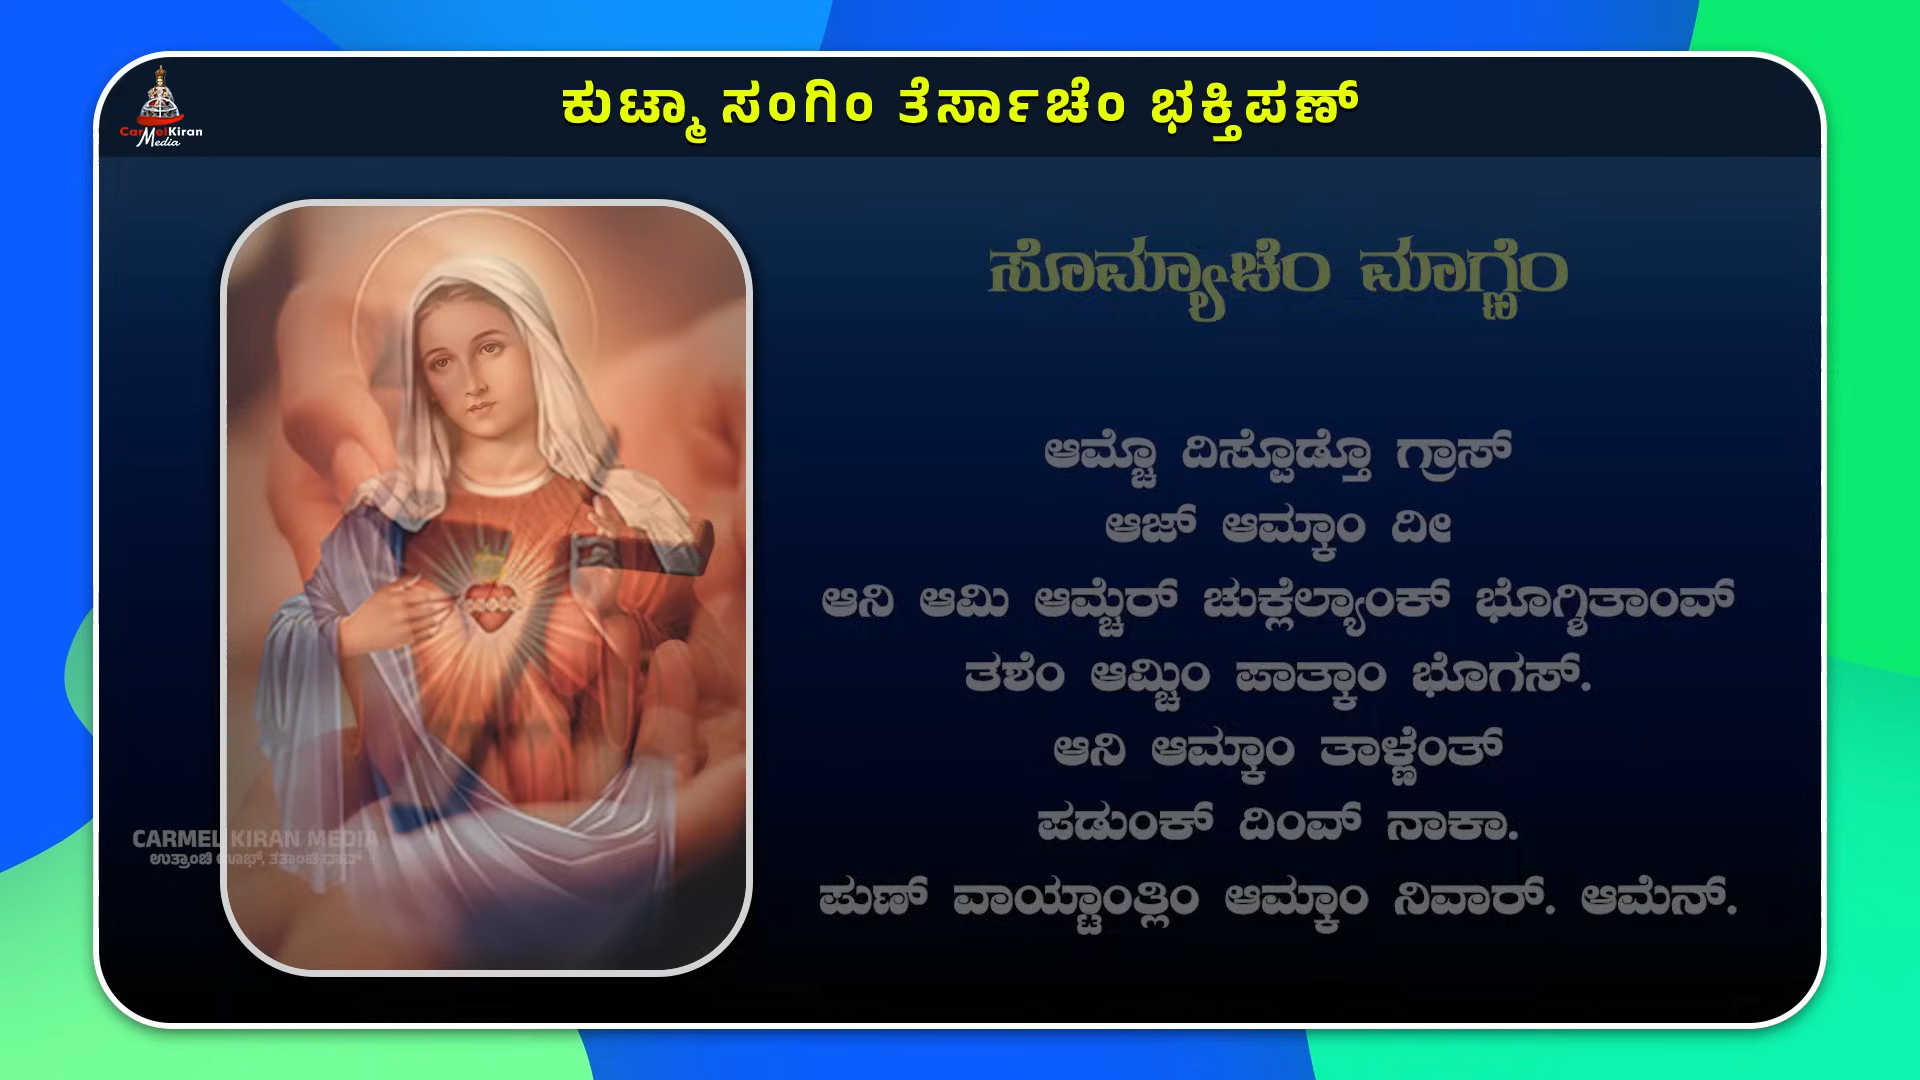 ಕುಟ್ಮಾ ಸಂಗಿಂ ತೆರ್ಸಾಚೆಂ ಭಕ್ತಿಪಣ್
CarmelKiran
Media
ಸೊಮ್ಯಾಚೆಂ ಮಾಗ್ಣೆಂ
ಆಮ್ಚೊ ದಿಸ್ಪೊಡ್ತೊ ಗ್ರಾಸ್
ಆಜ್ ಆಮ್ಕಾಂ ದೀ
ಆನಿ ಆಮಿ ಆಮ್ಚೆರ್ ಚುಕ್ಲೆಲ್ಯಾಂಕ್ ಭೊಗ್ಶಿತಾಂವ್
ತಶೆಂ ಆಮ್ಚಿಂ ಪಾತ್ಕಾಂ ಭೊಗಸ್.
ಆನಿ ಆಮ್ಕಾಂ ತಾಳ್ಣೆಂತ್
ಪಡುಂಕ್ ದಿಂವ್ ನಾಕಾ.
ಪುಣ್ ವಾಯ್ಟಾಂತ್ಲಿಂ ಆಮ್ಕಾಂ ನಿವಾರ್. ಆಮೆನ್.
CARMEL KIRAN MEDIA
ಉತ್ರಾಂಚಿ